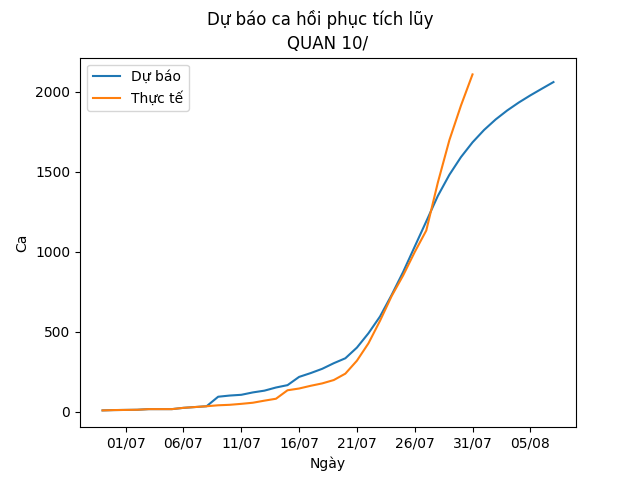 Dự báo ca hồi phục tích lũy
QUAN 10/
Dự báo
Thực tế
2000
1500
1000
500
0
Ca
01/07 06/07 11/07 16/07 21/07 26/07 31/07 05/08
Ngày